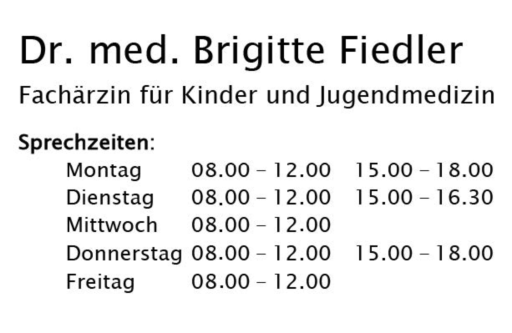 Dr. med. Brigitte Fiedler
Fachärzin für Kinder und Jugendmedizin
Sprechzeiten:
Montag 08.00 – 12.00 15.00 – 18.00
Dienstag 08.00 – 12.00 15.00 – 16.30
Mittwoch 08.00 – 12.00
Donnerstag 08.00 – 12.00 15.00 – 18.00
Freitag 08.00 – 12.00